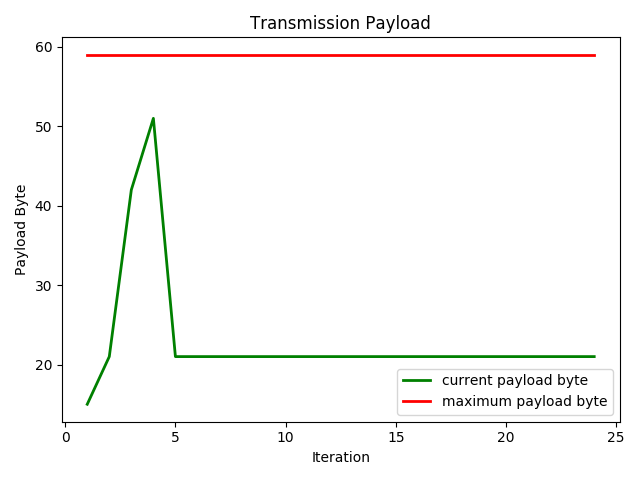 Transmission Payload
60
50
40
30
20
Payload Byte
current payload byte
maximum payload byte
0 5 10 15 20 25
Iteration